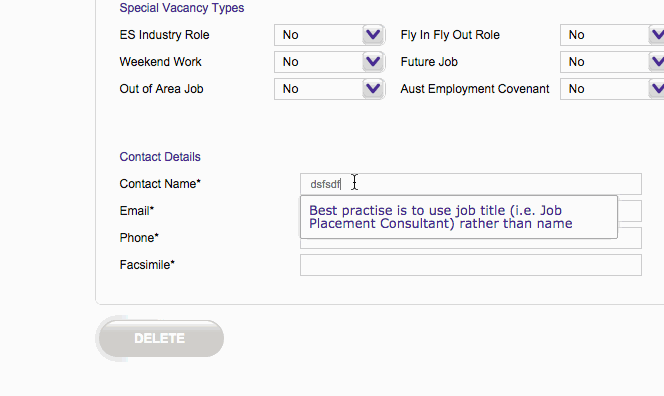 Special Vacancy Types
ES Industry Role No Fly In Fly Out Role No
Weekend Work No Future Job No
Out of Area Job No Aust Employment Covenant No
Contact Details
Contact Name* dsfsdf
Email*
Best practise is to use job title (i.e. Job
Placement Consultant) rather than name
Phone*
Facsimile*
DELETE